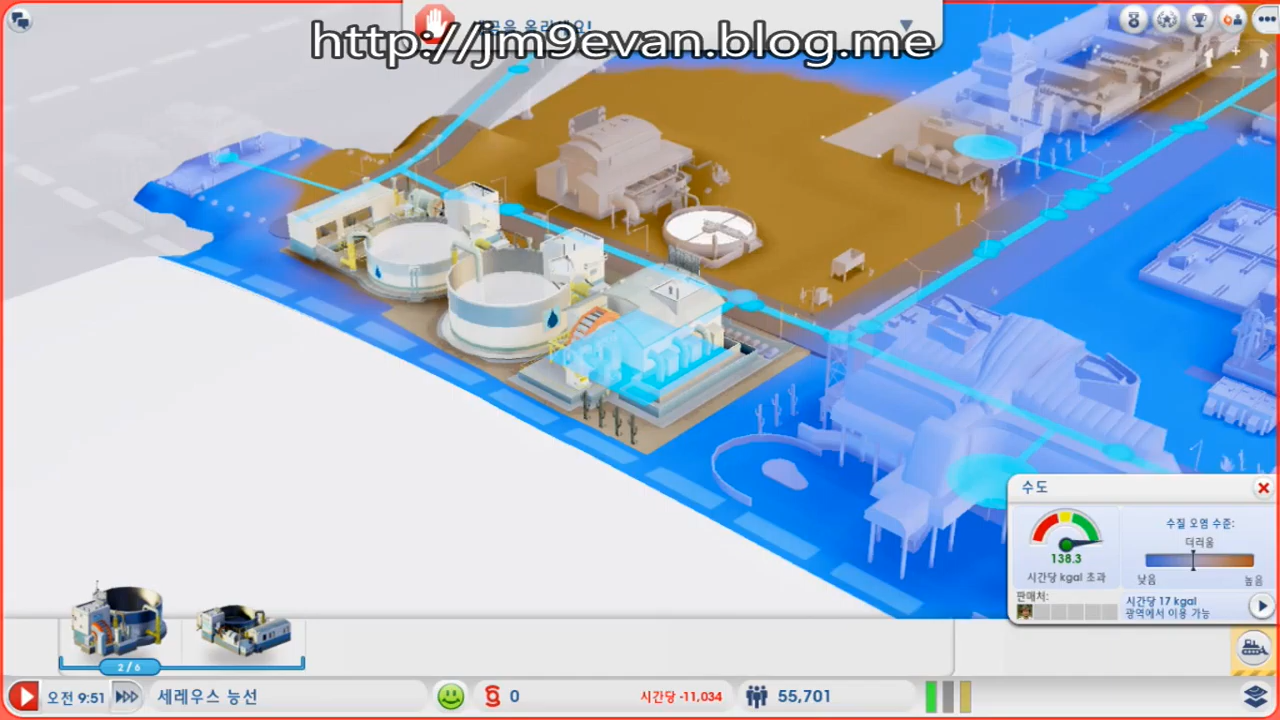 http://jm9evan.blog.me
수도
138.3
시간당 kgal 초과
수질 오염 수준:
더러움
낮음
높음
판매처:
시간당 17 kgal
광역에서 이용 가능
2 / 6
오전 9:51
세레우스 능선
0
시간당 -11,034
55,701